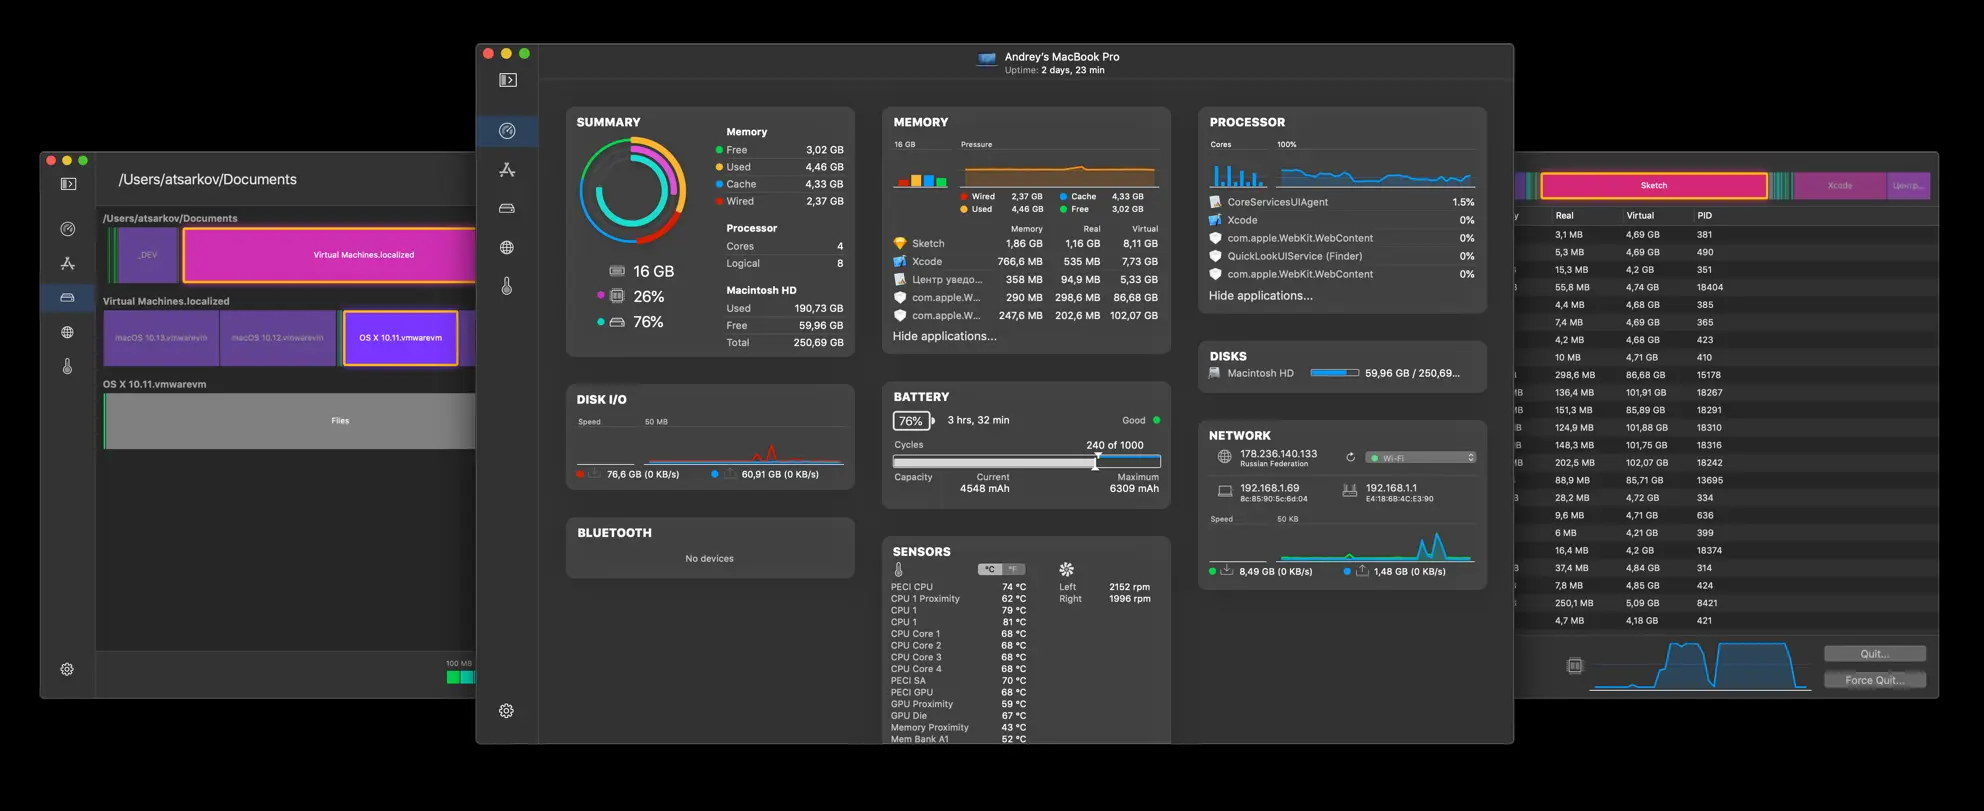 /Users/atsarkov/Documents
/Users/atsarkov/Documents
_DEV
Virtual Machines.localized
Virtual Machines.localized
macOS 10.13.vmwarevm
macOS 10.12.vmwarevm
OS X 10.11.vmwarevm
OS X 10.11.vmwarevm
Files
100 MB
Andrey's MacBook Pro
Uptime: 2 days, 23 min
SUMMARY
Memory
Free 3,02 GB
Used 4,46 GB
Cache 4,33 GB
Wired 2,37 GB
Processor
Cores 4
Logical 8
16 GB
26%
76%
Macintosh HD
Used 190,73 GB
Free 59,96 GB
Total 250,69 GB
DISK I/O
Speed 50 MB
76,6 GB (0 KB/s) 60,91 GB (0 KB/s)
BLUETOOTH
No devices
MEMORY
16 GB Pressure
Wired 2,37 GB Cache 4,33 GB
Used 4,46 GB Free 3,02 GB
Memory Real Virtual
Sketch 1,86 GB 1,16 GB 8,11 GB
Xcode 766,6 MB 535 MB 7,73 GB
Центр уведо... 358 MB 94,9 MB 5,33 GB
com.apple.W... 290 MB 298,6 MB 86,68 GB
com.apple.W... 247,6 MB 202,6 MB 102,07 GB
Hide applications...
BATTERY
76% 3 hrs, 32 min Good
Cycles 240 of 1000
Capacity Current Maximum
4548 mAh 6309 mAh
SENSORS
°C °F
PECI CPU 74 °C
CPU 1 Proximity 62 °C
CPU 1 79 °C
CPU 1 81 °C
CPU Core 1 68 °C
CPU Core 2 68 °C
CPU Core 3 68 °C
CPU Core 4 68 °C
PECI SA 70 °C
PECI GPU 68 °C
GPU Proximity 59 °C
GPU Die 67 °C
Memory Proximity 43 °C
Mem Bank A1 52 °C
Left 2152 rpm
Right 1996 rpm
PROCESSOR
Cores 100%
CoreServicesUIAgent 1.5%
Xcode 0%
com.apple.WebKit.WebContent 0%
QuickLookUIService (Finder) 0%
com.apple.WebKit.WebContent 0%
Hide applications...
DISKS
Macintosh HD 59,96 GB / 250,69...
NETWORK
178.236.140.133 Wi-Fi
Russian Federation
192.168.1.69 192.168.1.1
8c:85:90:5c:6d:04 E4:18:6B:4C:E3:90
Speed 50 KB
8,49 GB (0 KB/s) 1,48 GB (0 KB/s)
Sketch Xcode Центр...
y Real Virtual PID
3,1 MB 4,69 GB 381
5,3 MB 4,69 GB 490
15,3 MB 4,2 GB 351
55,8 MB 4,74 GB 18404
4,4 MB 4,68 GB 385
7,4 MB 4,69 GB 365
4,2 MB 4,68 GB 423
10 MB 4,71 GB 410
298,6 MB 86,68 GB 15178
136,4 MB 101,91 GB 18267
151,3 MB 85,89 GB 18291
124,9 MB 101,88 GB 18310
148,3 MB 101,75 GB 18316
202,5 MB 102,07 GB 18242
88,9 MB 85,71 GB 13695
28,2 MB 4,72 GB 334
9,6 MB 4,71 GB 636
6 MB 4,21 GB 399
16,4 MB 4,2 GB 18374
37,4 MB 4,84 GB 314
7,8 MB 4,85 GB 424
250,1 MB 5,09 GB 8421
4,7 MB 4,18 GB 421
Quit...
Force Quit...